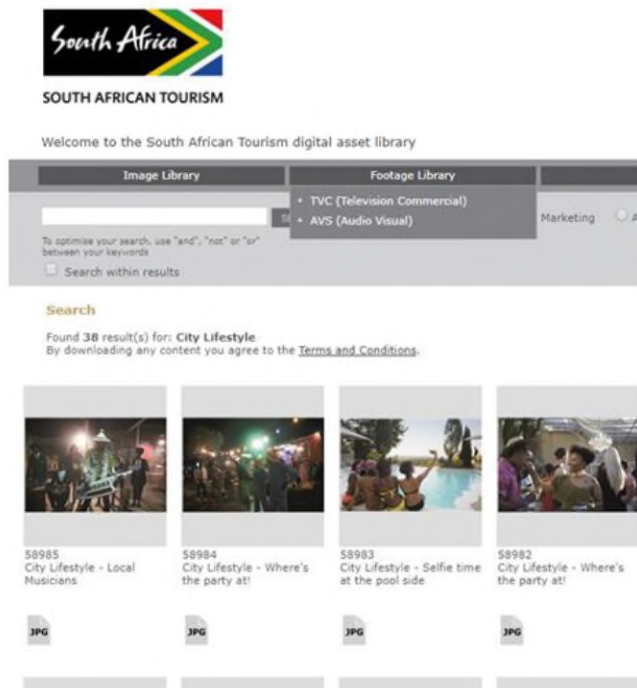 South Africa
SOUTH AFRICAN TOURISM
Welcome to the South African Tourism digital asset library
Image Library
Footage Library
• TVC (Television Commercial)
• AVS (Audio Visual)
Marketing
To optimise your search, use "and", "not" or "or"
between your keywords
Search within results
Search
Found 38 result(s) for: City Lifestyle
By downloading any content you agree to the Terms and Conditions.
58985
City Lifestyle - Local
Musicians
JPG
58984
City Lifestyle - Where's
the party at!
JPG
58983
City Lifestyle - Selfie time
at the pool side
JPG
58982
City Lifestyle - Where's
the party at!
JPG